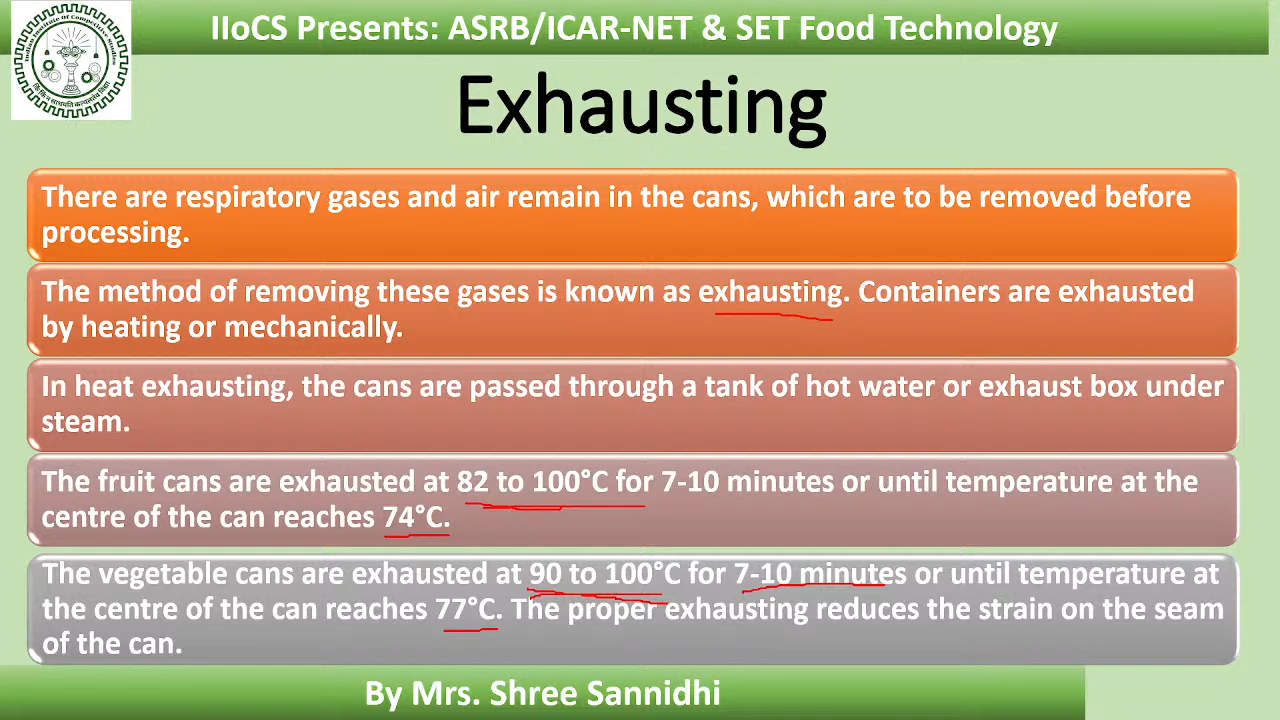 IIoCS Presents: ASRB/ICAR-NET & SET Food Technology
Exhausting
There are respiratory gases and air remain in the cans, which are to be removed before
processing.
The method of removing these gases is known as exhausting. Containers are exhausted
by heating or mechanically.
In heat exhausting, the cans are passed through a tank of hot water or exhaust box under
steam.
The fruit cans are exhausted at 82 to 100°C for 7-10 minutes or until temperature at the
centre of the can reaches 74°C.
The vegetable cans are exhausted at 90 to 100°C for 7-10 minutes or until temperature at
the centre of the can reaches 77°C. The proper exhausting reduces the strain on the seam
of the can.
By Mrs. Shree Sannidhi